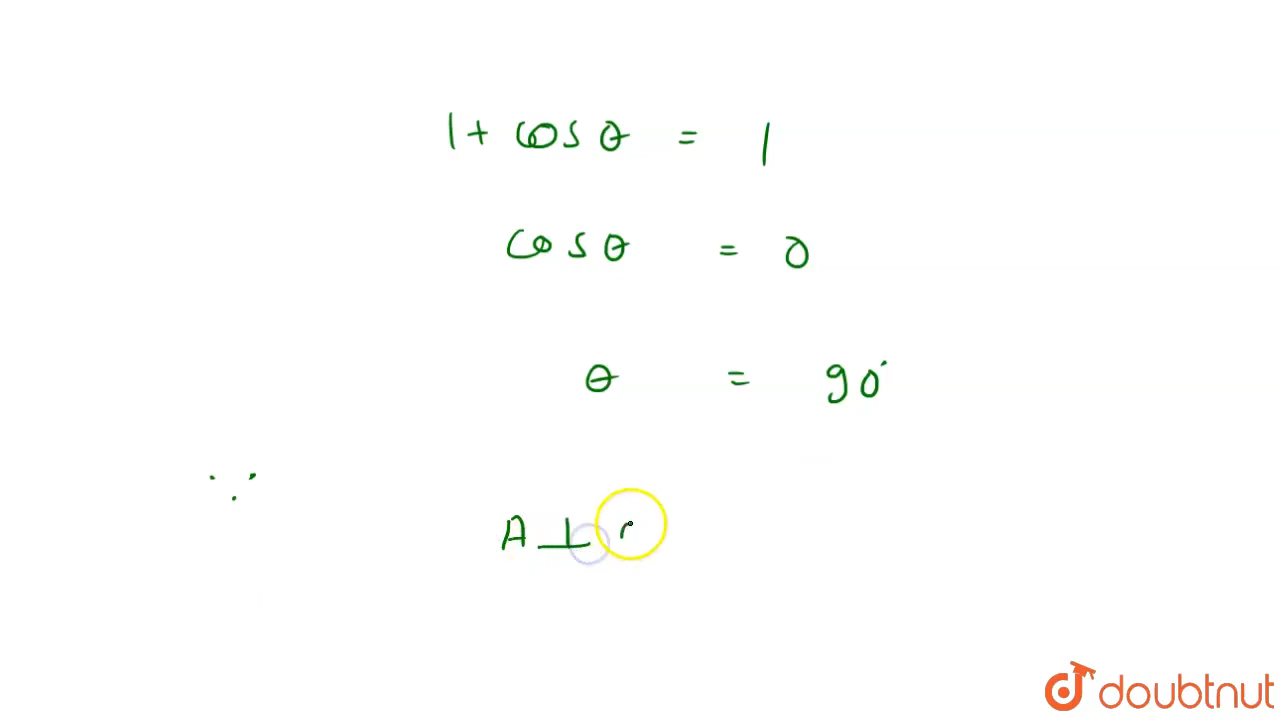 1 + cos θ = 1
cos θ = 0
θ = 90°
∵
A ⊥
doubtnut